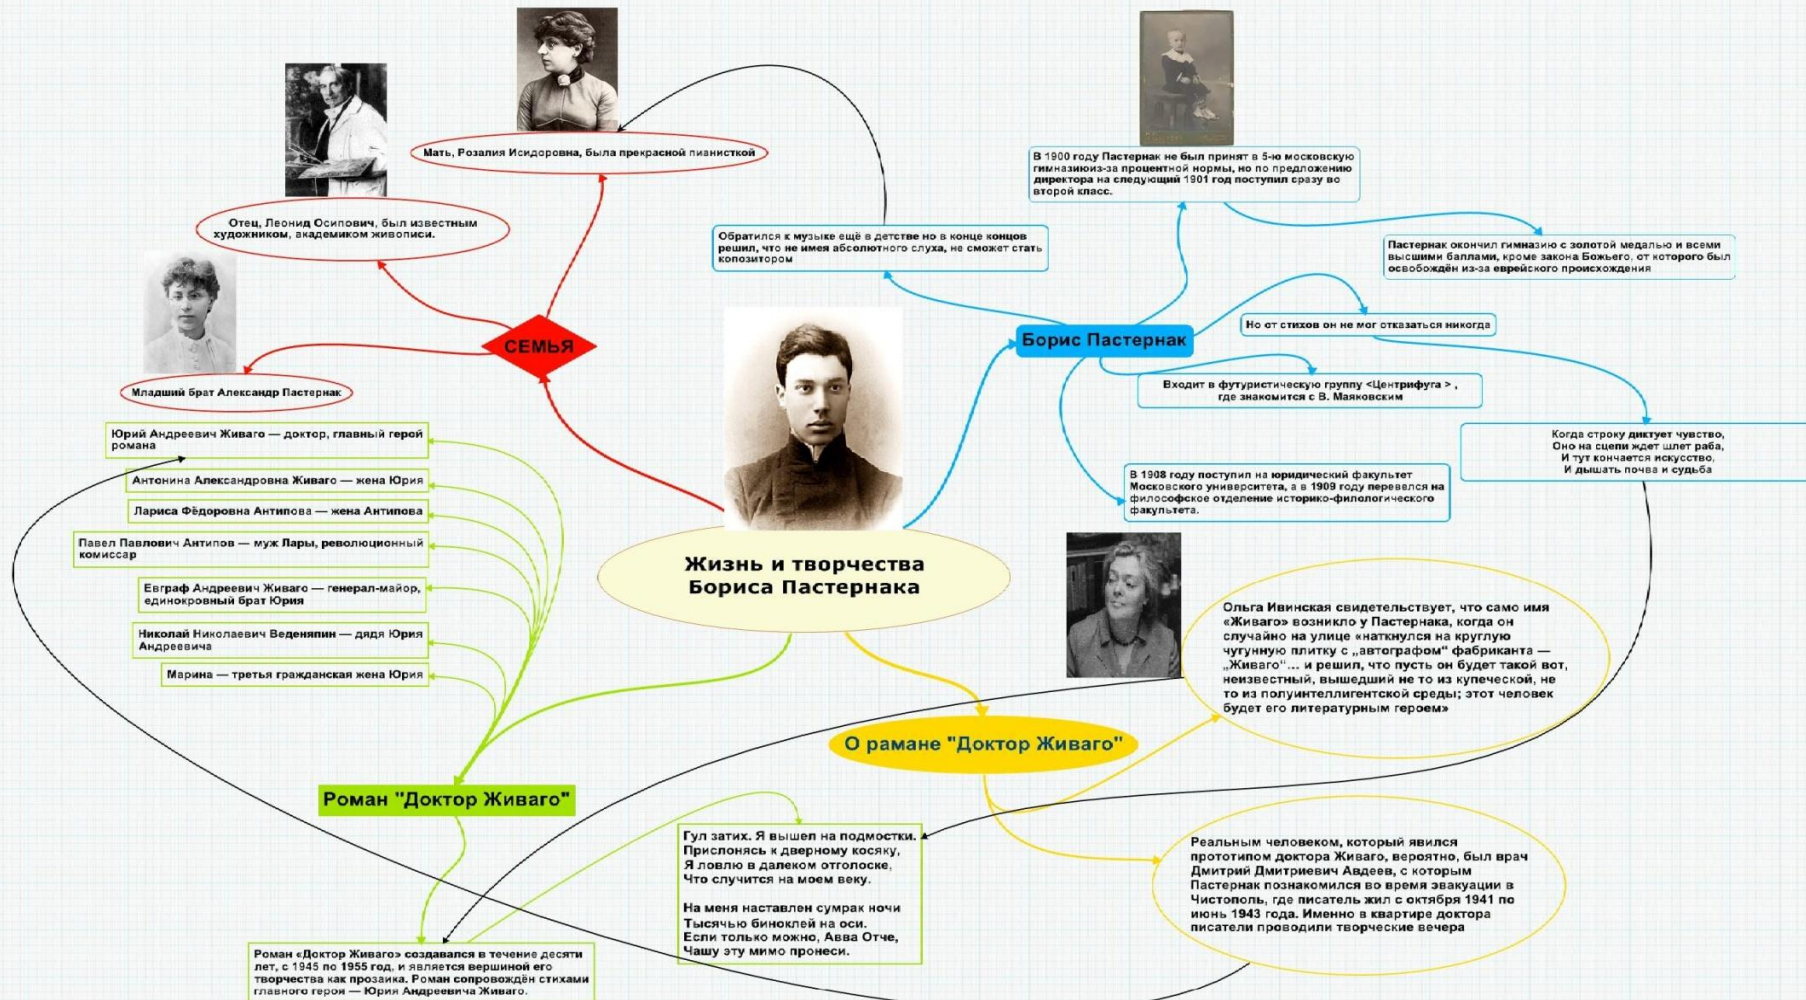 Мать, Розалия Исидоровна, была прекрасной пианисткой
Отец, Леонид Осипович, был известным
художником, академиком живописи.
СЕМЬЯ
Младший брат Александр Пастернак
Обратился к музыке ещё в детстве но в конце концов
решил, что не имея абсолютного слуха, не сможет стать
копозитором
В 1900 году Пастернак не был принят в 5-ю московскую
гимназиюиз-за процентной нормы, но по предложению
директора на следующий 1901 год поступил сразу во
второй класс.
Пастернак окончил гимназию с золотой медалью и всеми
высшими баллами, кроме закона Божьего, от которого был
освобождён из-за еврейского происхождения
Борис Пастернак
Но от стихов он не мог отказаться никогда
Входит в футуристическую группу <Центрифуга > ,
где знакомится с В. Маяковским
Когда строку диктует чувство,
Оно на сцепи ждет шлет раба,
И тут кончается искусство,
И дышать почва и судьба
В 1908 году поступил на юридический факультет
Московского университета, а в 1909 году перевелся на
философское отделение историко-филологического
факультета.
Юрий Андреевич Живаго — доктор, главный герой
романа
Антонина Александровна Живаго — жена Юрия
Лариса Фёдоровна Антипова — жена Антипова
Павел Павлович Антипов — муж Лары, революционный
комиссар
Евграф Андреевич Живаго — генерал-майор,
единокровный брат Юрия
Николай Николаевич Веденяпин — дядя Юрия
Андреевича
Марина — третья гражданская жена Юрия
Жизнь и творчества
Бориса Пастернака
Ольга Ивинская свидетельствует, что само имя
«Живаго» возникло у Пастернака, когда он
случайно на улице «наткнулся на круглую
чугунную плитку с „автографом“ фабриканта —
„Живаго“... и решил, что пусть он будет такой вот,
неизвестный, вышедший не то из купеческой, не
то из полуинтеллигентской среды; этот человек
будет его литературным героем»
О рамане "Доктор Живаго"
Роман "Доктор Живаго"
Гул затих. Я вышел на подмостки.
Прислонясь к дверному косяку,
Я ловлю в далеком отголоске,
Что случится на моем веку.
На меня наставлен сумрак ночи
Тысячью биноклей на оси.
Если только можно, Авва Отче,
Чашу эту мимо пронеси.
Реальным человеком, который явился
прототипом доктора Живаго, вероятно, был врач
Дмитрий Дмитриевич Авдеев, с которым
Пастернак познакомился во время эвакуации в
Чистополь, где писатель жил с октября 1941 по
июнь 1943 года. Именно в квартире доктора
писатели проводили творческие вечера
Роман «Доктор Живаго» создавался в течение десяти
лет, с 1945 по 1955 год, и является вершиной его
творчества как прозаика. Роман сопровождён стихами
главного героя — Юрия Андреевича Живаго.